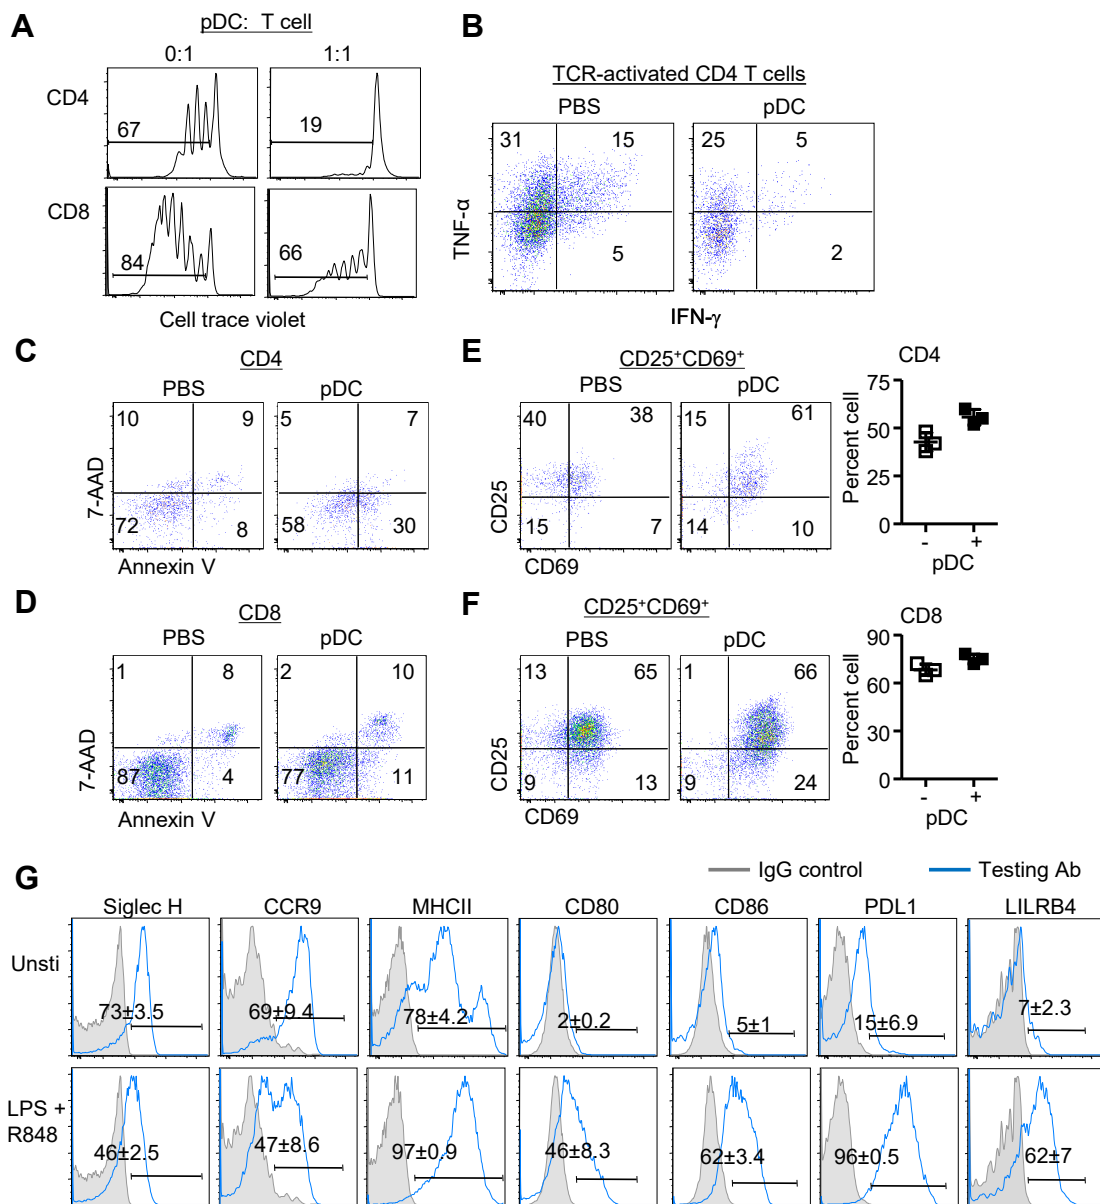 A
pDC: T cell
0:1
1:1
CD4
67
19
CD8
84
66
Cell trace violet
B
TCR-activated CD4 T cells
PBS
pDC
31
15
25
5
TNF-α
5
2
IFN-γ
C
CD4
PBS
pDC
10
9
5
7
7-AAD
72
8
58
30
Annexin V
D
CD8
PBS
pDC
1
8
2
10
7-AAD
87
4
77
11
Annexin V
E
CD25⁺CD69⁺
PBS
pDC
40
38
15
61
CD25
15
7
14
10
CD69
CD4
75
50
25
0
Percent cell
-
+
pDC
F
CD25⁺CD69⁺
PBS
pDC
13
65
1
66
CD25
9
13
9
24
CD69
CD8
90
60
30
0
Percent cell
-
+
pDC
G
IgG control
Testing Ab
Siglec H
CCR9
MHCII
CD80
CD86
PDL1
LILRB4
Unsti
73±3.5
69±9.4
78±4.2
2±0.2
5±1
15±6.9
7±2.3
LPS +
R848
46±2.5
47±8.6
97±0.9
46±8.3
62±3.4
96±0.5
62±7